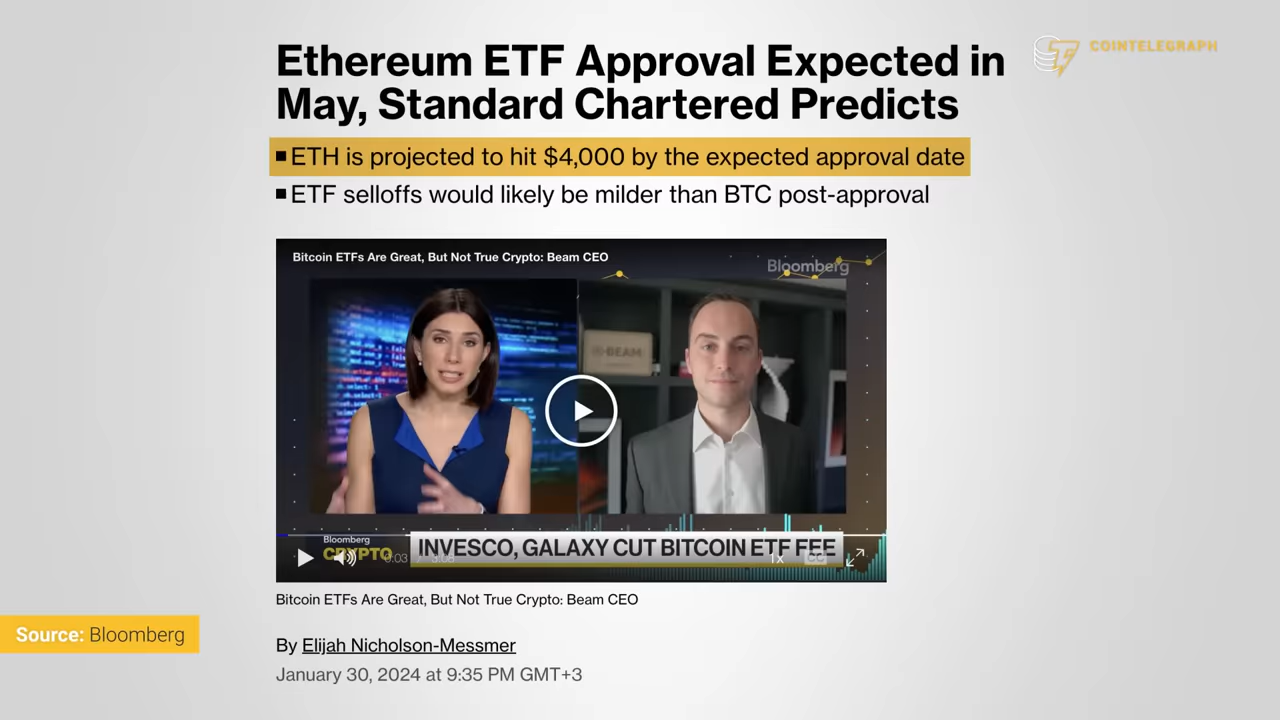 Ethereum ETF Approval Expected in
May, Standard Chartered Predicts
COINTELEGRAPH
ETH is projected to hit $4,000 by the expected approval date
ETF selloffs would likely be milder than BTC post-approval
Bitcoin ETFs Are Great, But Not True Crypto: Beam CEO
Bloomberg
BEAM
Bloomberg
CRYPTO
INVESCO, GALAXY CUT BITCOIN ETF FEE
0:03
1x
CC
Bitcoin ETFs Are Great, But Not True Crypto: Beam CEO
Source: Bloomberg
By Elijah Nicholson-Messmer
January 30, 2024 at 9:35 PM GMT+3